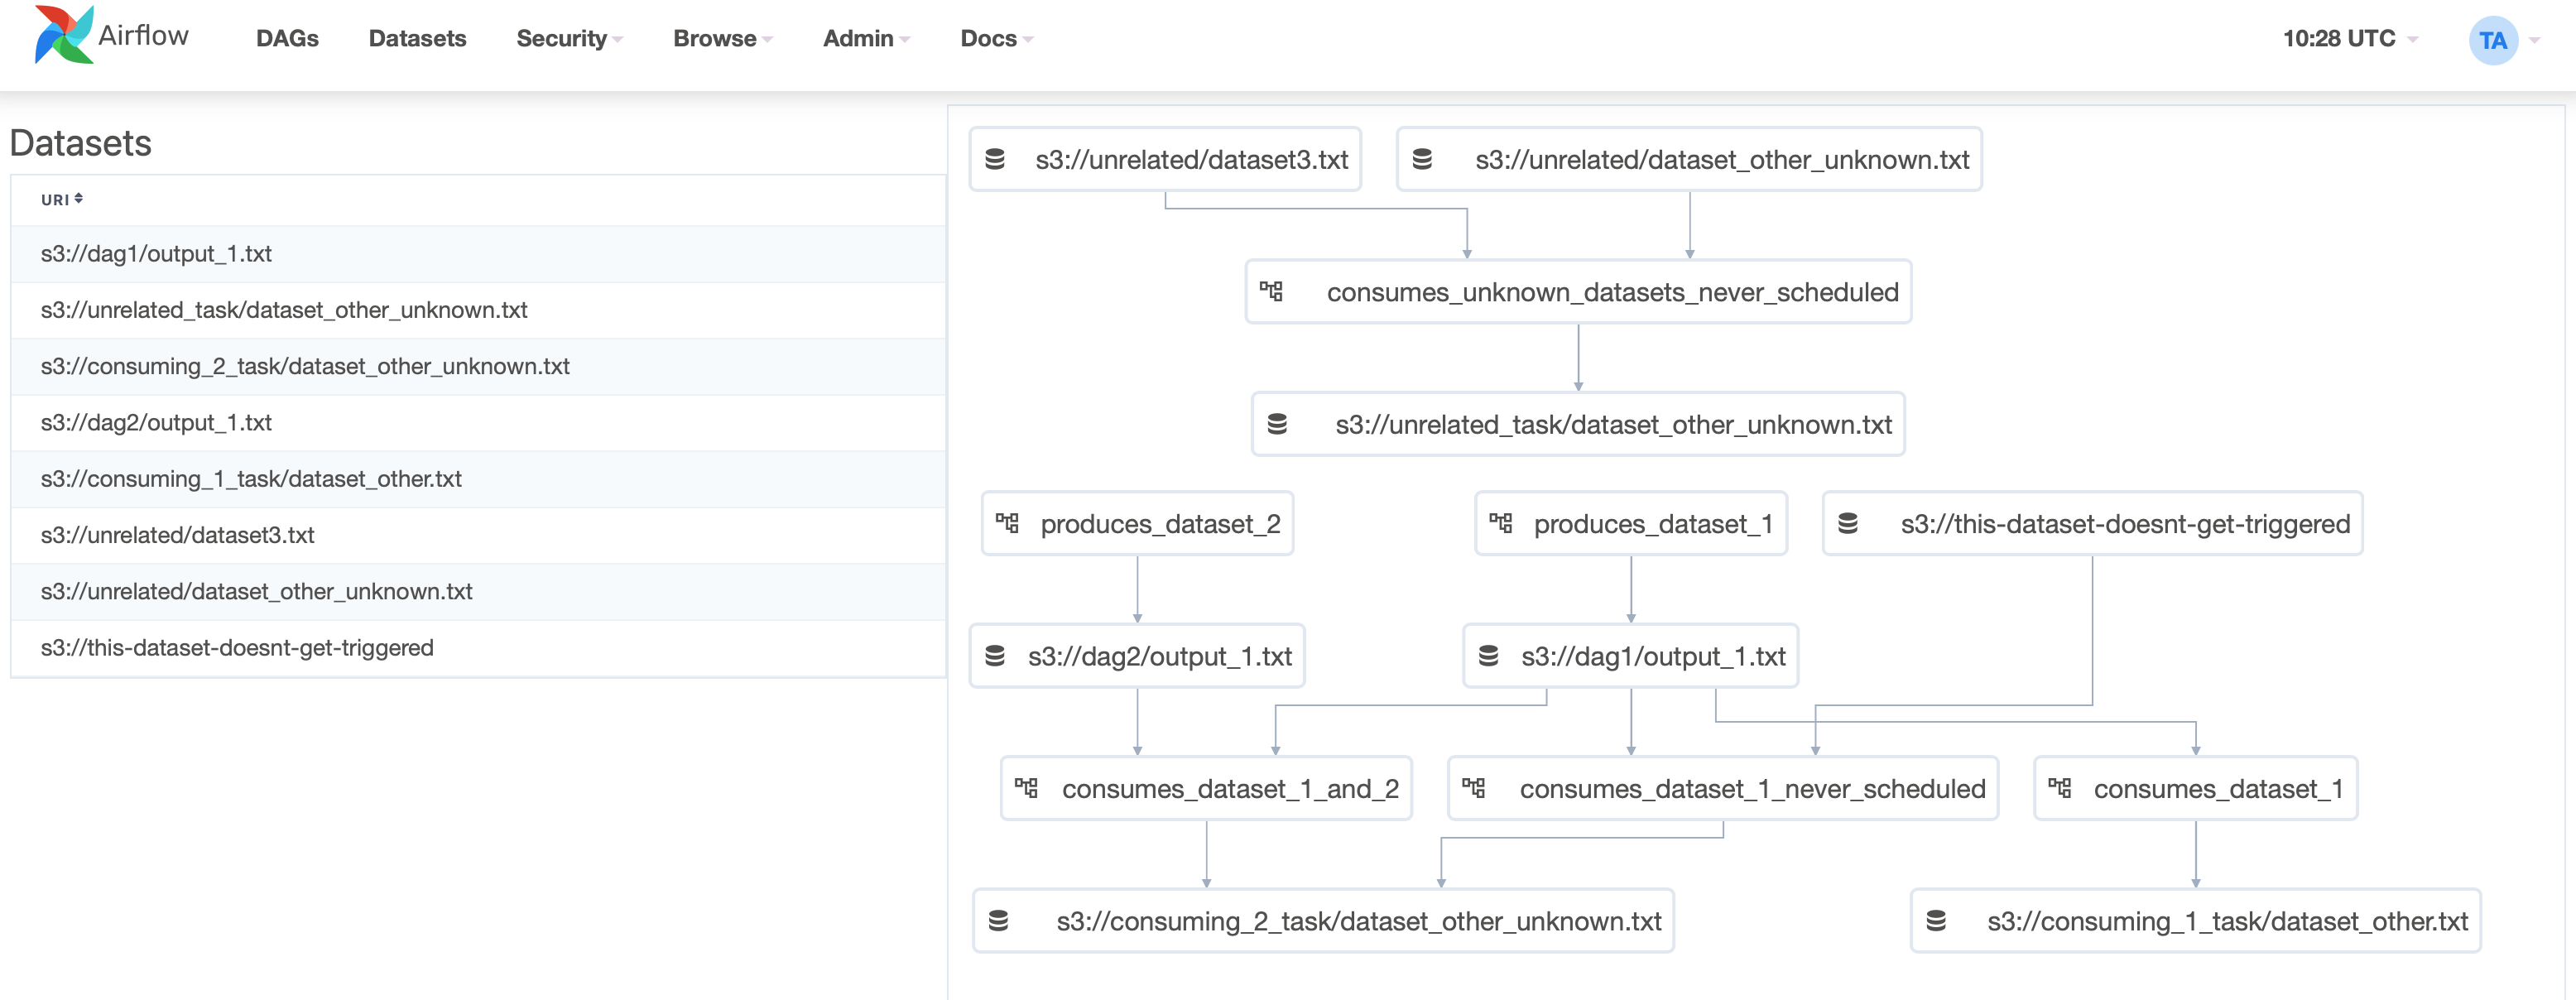 Airflow
DAGs
Datasets
Security
Browse
Admin
Docs
10:28 UTC
TA
Datasets
URI
s3://dag1/output_1.txt
s3://unrelated_task/dataset_other_unknown.txt
s3://consuming_2_task/dataset_other_unknown.txt
s3://dag2/output_1.txt
s3://consuming_1_task/dataset_other.txt
s3://unrelated/dataset3.txt
s3://unrelated/dataset_other_unknown.txt
s3://this-dataset-doesnt-get-triggered
s3://unrelated/dataset3.txt
s3://unrelated/dataset_other_unknown.txt
consumes_unknown_datasets_never_scheduled
s3://unrelated_task/dataset_other_unknown.txt
produces_dataset_2
produces_dataset_1
s3://this-dataset-doesnt-get-triggered
s3://dag2/output_1.txt
s3://dag1/output_1.txt
consumes_dataset_1_and_2
consumes_dataset_1_never_scheduled
consumes_dataset_1
s3://consuming_2_task/dataset_other_unknown.txt
s3://consuming_1_task/dataset_other.txt